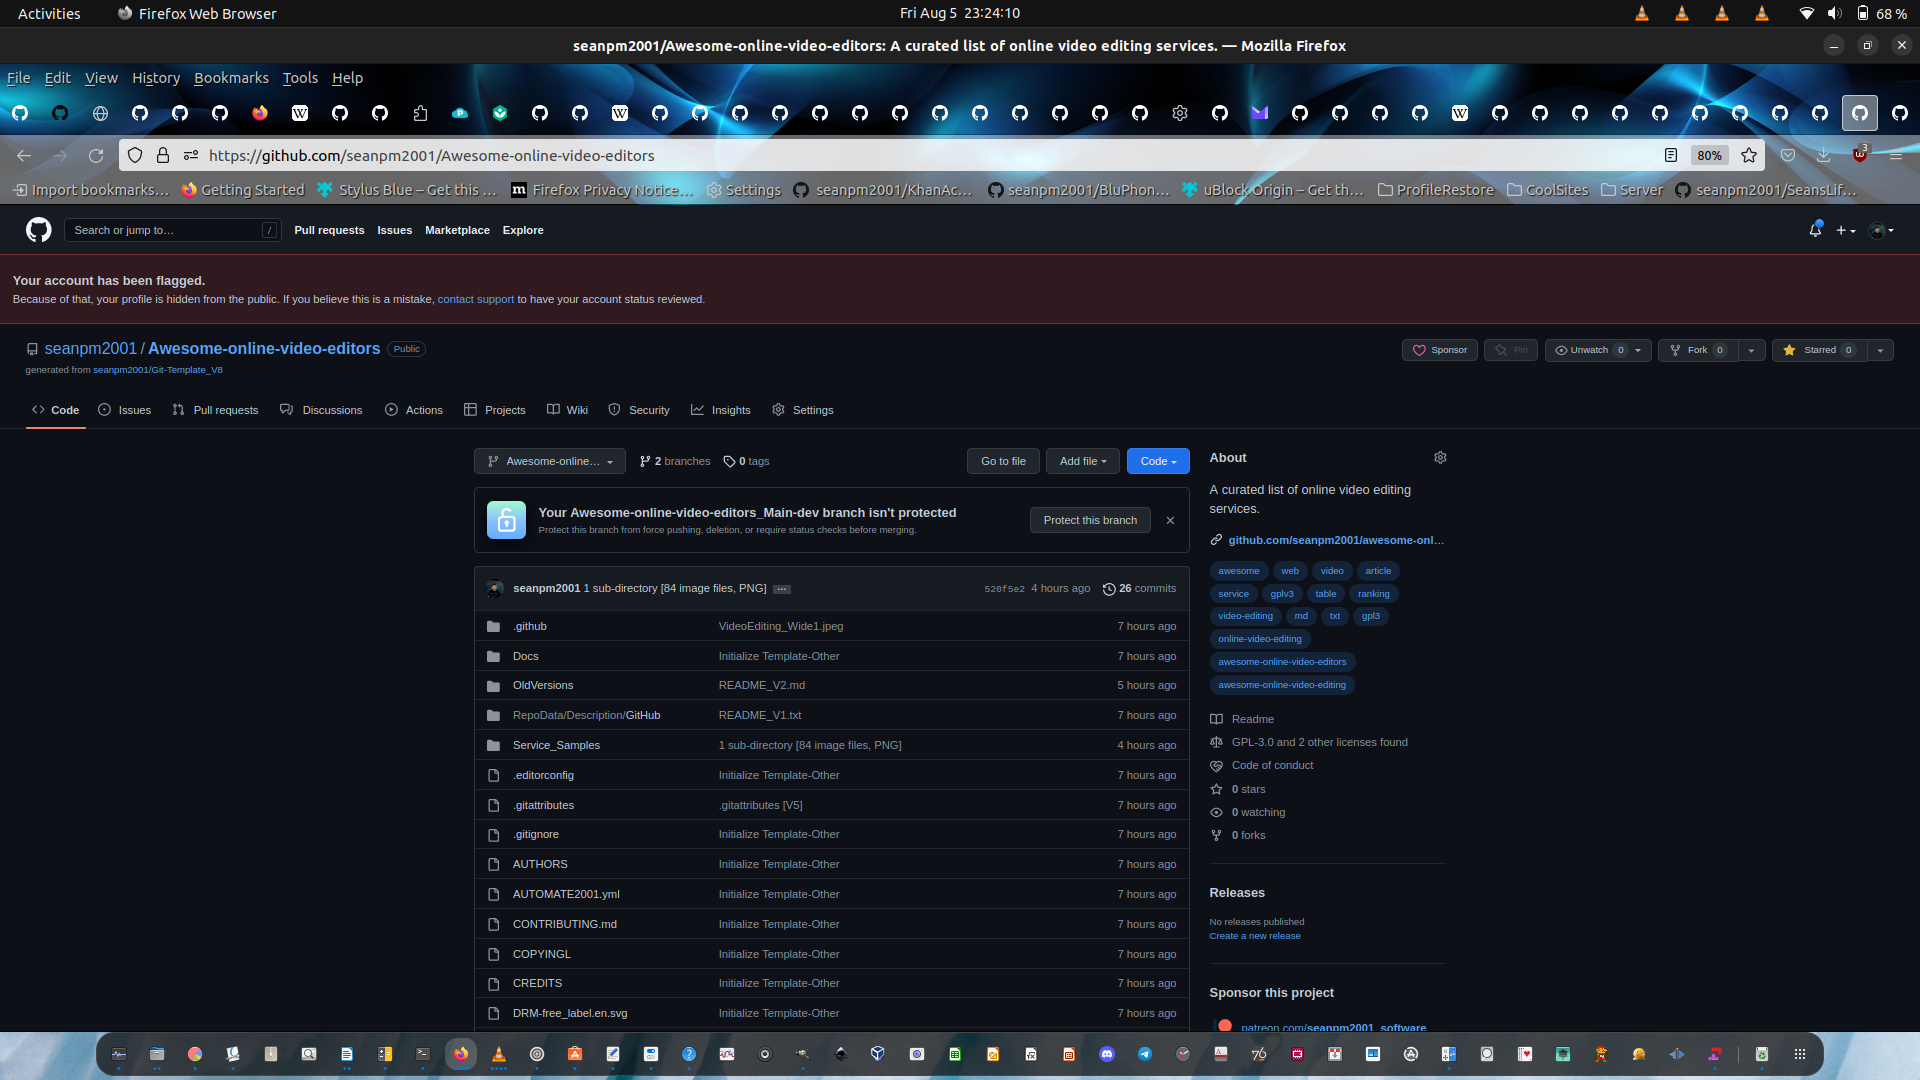 Activities Firefox Web Browser Fri Aug 5 23:24:10 68 %
seanpm2001/Awesome-online-video-editors: A curated list of online video editing services. — Mozilla Firefox
File Edit View History Bookmarks Tools Help
https://github.com/seanpm2001/Awesome-online-video-editors 80% 3
Import bookmarks… Getting Started Stylus Blue – Get this … Firefox Privacy Notice… Settings seanpm2001/KhanAc… seanpm2001/BluPhon… uBlock Origin – Get th… ProfileRestore CoolSites Server seanpm2001/SeansLif…
Search or jump to… / Pull requests Issues Marketplace Explore
Your account has been flagged.
Because of that, your profile is hidden from the public. If you believe this is a mistake, contact support to have your account status reviewed.
seanpm2001 / Awesome-online-video-editors Public Sponsor Pin Unwatch 0 Fork 0 Starred 0
generated from seanpm2001/Git-Template_V8
Code Issues Pull requests Discussions Actions Projects Wiki Security Insights Settings
Awesome-online… 2 branches 0 tags Go to file Add file Code
Your Awesome-online-video-editors_Main-dev branch isn't protected
Protect this branch from force pushing, deletion, or require status checks before merging.
Protect this branch
seanpm2001 1 sub-directory [84 image files, PNG] … 520f5e2 4 hours ago 26 commits
.github VideoEditing_Wide1.jpeg 7 hours ago
Docs Initialize Template-Other 7 hours ago
OldVersions README_V2.md 5 hours ago
RepoData/Description/GitHub README_V1.txt 7 hours ago
Service_Samples 1 sub-directory [84 image files, PNG] 4 hours ago
.editorconfig Initialize Template-Other 7 hours ago
.gitattributes .gitattributes [V5] 7 hours ago
.gitignore Initialize Template-Other 7 hours ago
AUTHORS Initialize Template-Other 7 hours ago
AUTOMATE2001.yml Initialize Template-Other 7 hours ago
CONTRIBUTING.md Initialize Template-Other 7 hours ago
COPYINGL Initialize Template-Other 7 hours ago
CREDITS Initialize Template-Other 7 hours ago
DRM-free_label.en.svg Initialize Template-Other 7 hours ago
About
A curated list of online video editing
services.
github.com/seanpm2001/awesome-onl…
awesome web video article
service gplv3 table ranking
video-editing md txt gpl3
online-video-editing
awesome-online-video-editors
awesome-online-video-editing
Readme
GPL-3.0 and 2 other licenses found
Code of conduct
0 stars
0 watching
0 forks
Releases
No releases published
Create a new release
Sponsor this project
patreon.com/seanpm2001_software